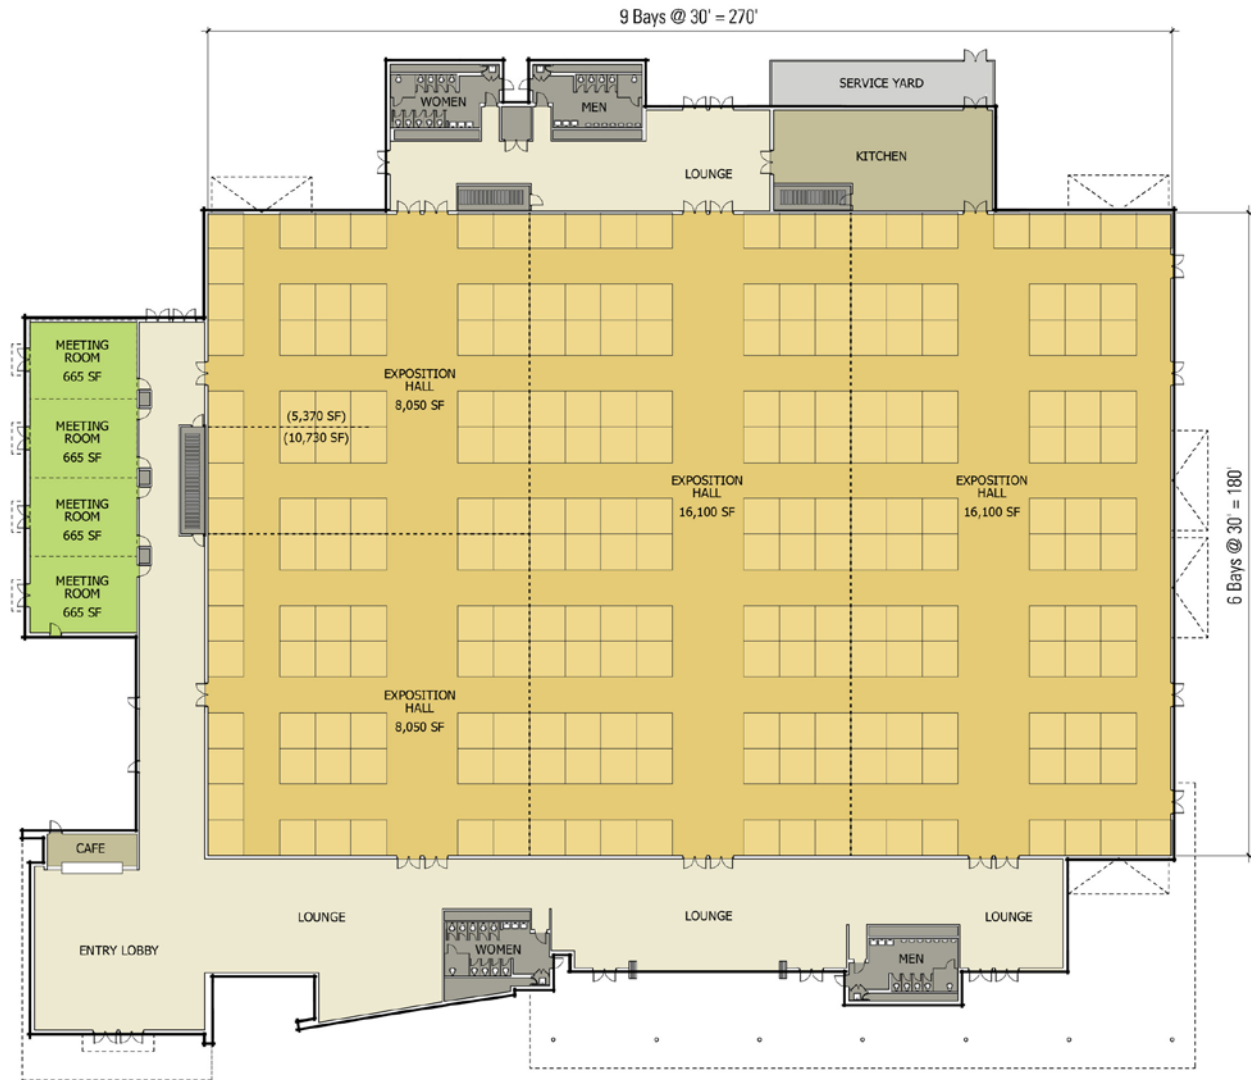 9 Bays @ 30' = 270'
SERVICE YARD
WOMEN
MEN
KITCHEN
LOUNGE
MEETING
ROOM
665 SF
EXPOSITION
HALL
8,050 SF
(5,370 SF)
(10,730 SF)
MEETING
ROOM
665 SF
EXPOSITION
HALL
16,100 SF
EXPOSITION
HALL
16,100 SF
6 Bays @ 30' = 180'
MEETING
ROOM
665 SF
MEETING
ROOM
665 SF
EXPOSITION
HALL
8,050 SF
CAFE
LOUNGE
LOUNGE
LOUNGE
ENTRY LOBBY
WOMEN
MEN